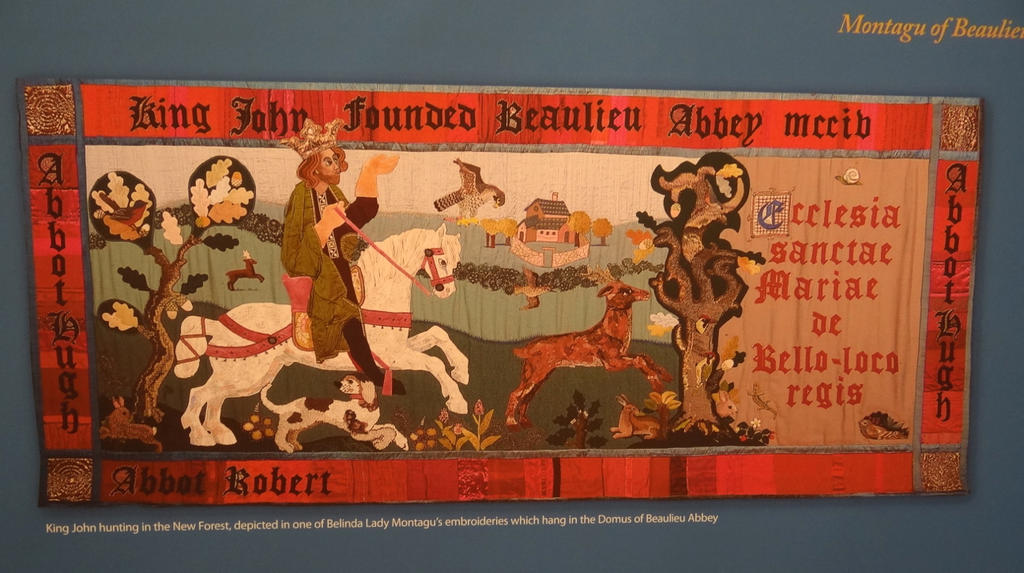 Montagu of Beaulieu
King John Founded Beaulieu Abbey mcciv
Abbot Hugh
Ecclesia
sanctae
Mariae
de
Bello-loco
regis
Abbot Hugh
Abbot Robert
King John hunting in the New Forest, depicted in one of Belinda Lady Montagu's embroideries which hang in the Domus of Beaulieu Abbey